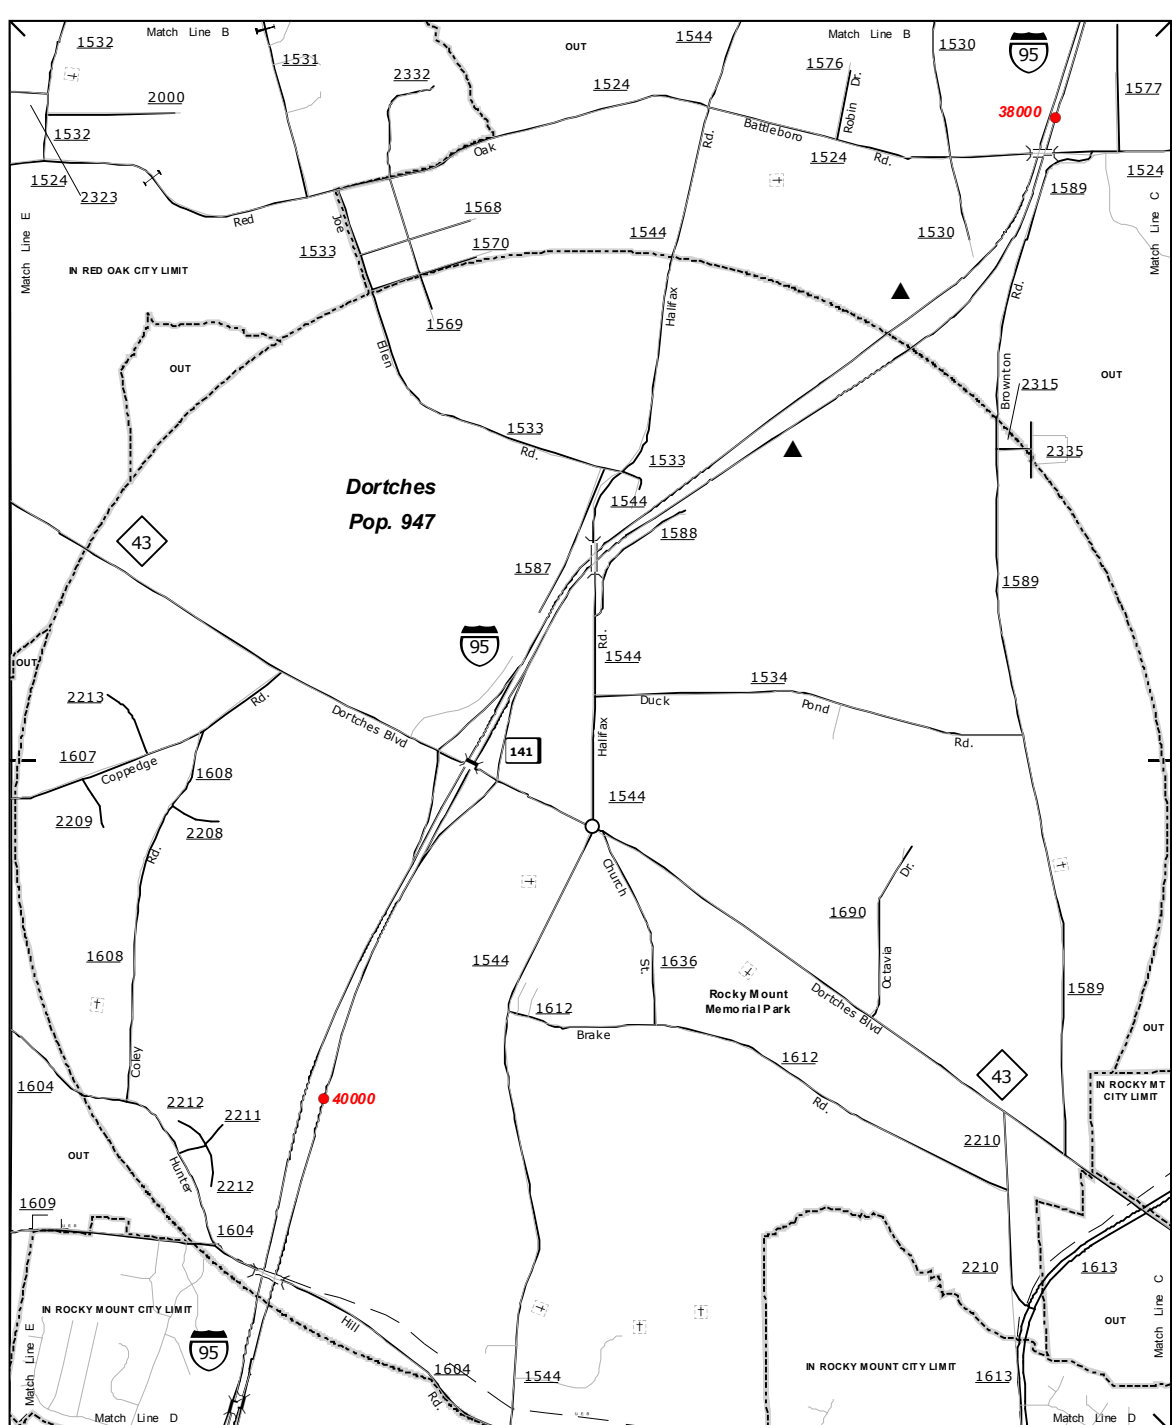 Match Line B
OUT
1544
Match Line B
1530
95
1532
1531
2332
1524
1576
Robin Dr.
38000
1577
2000
1532
Oak
Rd.
Battleboro
1524
Rd.
1524
2323
1589
1524
Match Line E
Red
Joe
1568
1533
1570
1544
1530
Match Line C
IN RED OAK CITY LIMIT
Halifax
Rd.
1569
Ellen
OUT
Brownton
OUT
2315
1533
Rd.
1533
2335
Dortches
Pop. 947
1544
43
1588
1587
1589
95
Rd.
1544
OUT
2213
Rd.
Dortches Blvd
1534
Duck
Pond
Rd.
Halifax
141
1607
Coppedge
1608
1544
2209
2208
Rd.
Church
Dr.
1690
1608
1544
St.
1636
Octavia
Rocky Mount
Memorial Park
Dortches Blvd
1589
1612
Brake
OUT
Coley
1612
43
1604
40000
Rd.
IN ROCKY MT
CITY LIMIT
2212
2211
2210
OUT
Hunter
2212
1609
1604
2210
1613
IN ROCKY MOUNT CITY LIMIT
Hill
OUT
Match Line E
95
Match Line C
1604
Rd.
1544
IN ROCKY MOUNT CITY LIMIT
1613
Match Line D
Match Line D